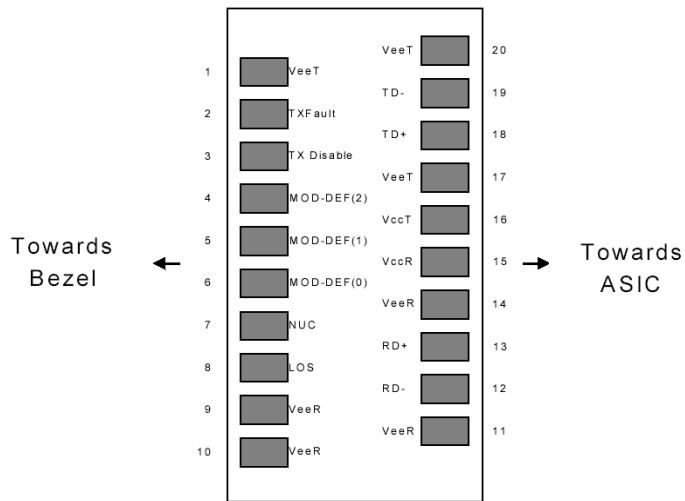 VeeT 20
1 VeeT
TD- 19
2 TXFault
TD+ 18
3 TX Disable
VeeT 17
4 MOD-DEF(2)
VccT 16
5 MOD-DEF(1)
Towards
Bezel
VccR 15
Towards
ASIC
6 MOD-DEF(0)
VeeR 14
7 NUC
RD+ 13
8 LOS
RD- 12
9 VeeR
VeeR 11
10 VeeR